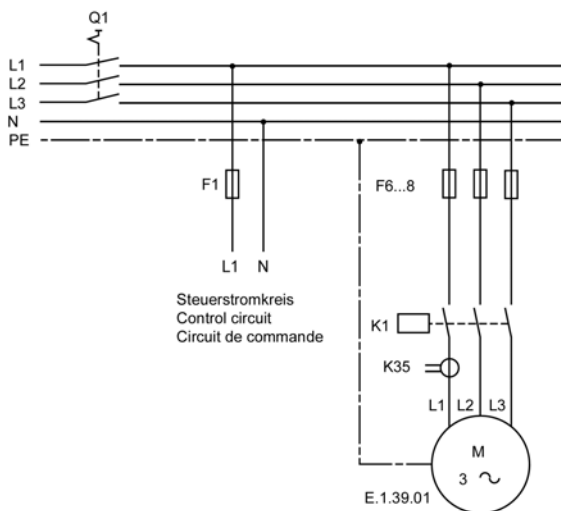 Q1
L1
L2
L3
N
PE
F1
F6...8
L1 N
Steuerstromkreis
Control circuit
Circuit de commande
K1
K35
L1 L2 L3
M
3 ~
E.1.39.01